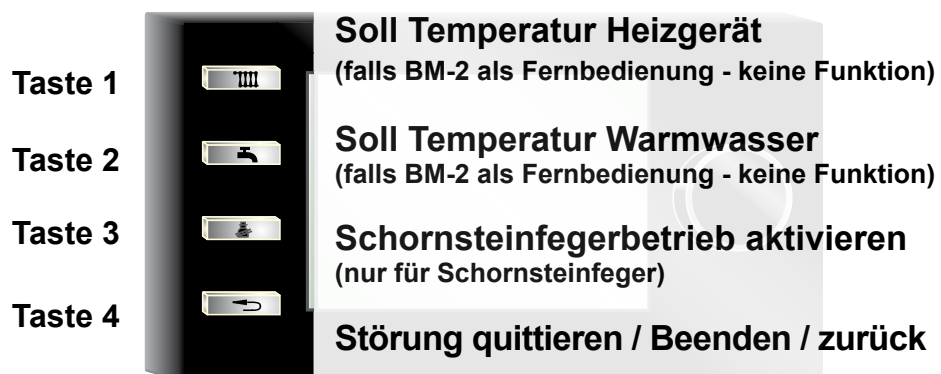 Soll Temperatur Heizgerät
Taste 1
(falls BM-2 als Fernbedienung - keine Funktion)
Taste 2
Soll Temperatur Warmwasser
(falls BM-2 als Fernbedienung - keine Funktion)
Taste 3
Schornsteinfegerbetrieb aktivieren
(nur für Schornsteinfeger)
Taste 4
Störung quittieren / Beenden / zurück